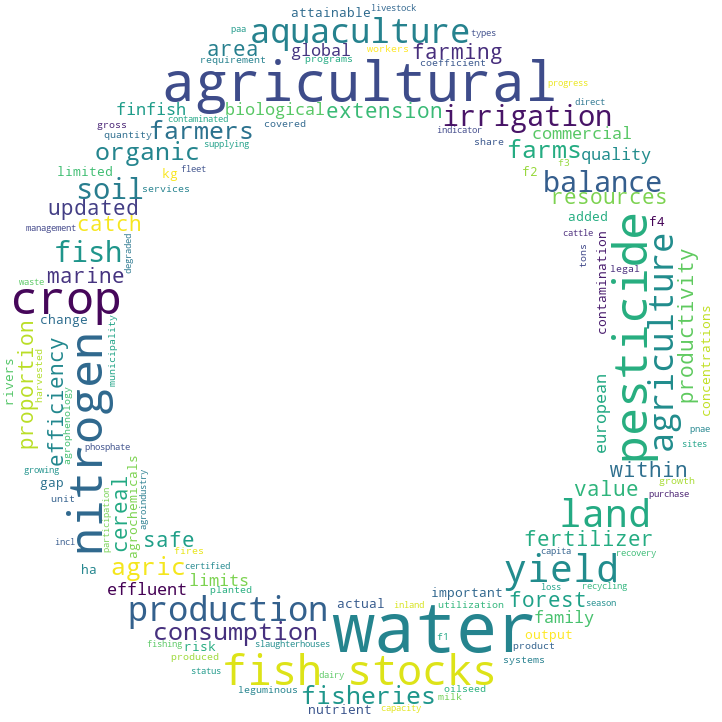 livestock
attainable
paa
aquaculture
types
area
global
workers
farming
requirement
programs
coefficient
agricultural
progress
direct
finfish
biological
extension
irrigation
contaminated
gross
covered
indicator
commercial
quantity
farmers
share
supplying
farms
quality
organic
f3
limited
kg
fleet
f2
balance
soil
services
resources
updated
added
f4
management
catch
cattle
degraded
fish
tons
contamination
legal
pesticide
agriculture
productivity
marine
waste
crop
change
municipality
concentrations
rivers
proportion
harvested
efficiency
nitrogen
agrophenology
european
pnae
phosphate
sites
growing
within
gap
participation
cereal
agrochemicals
agroindustry
growth
unit
value
purchase
land
incl
safe
fertilizer
fires
capita
recovery
ha
agric
certified
yield
limits
loss
recycling
effluent
planted
important
forest
season
production
actual
inland
utilization
family
water
consumption
f1
output
fishing
risk
slaughterhouses
product
produced
fish stocks
systems
status
dairy
leguminous
fisheries
oilseed
milk
nutrient
capacity